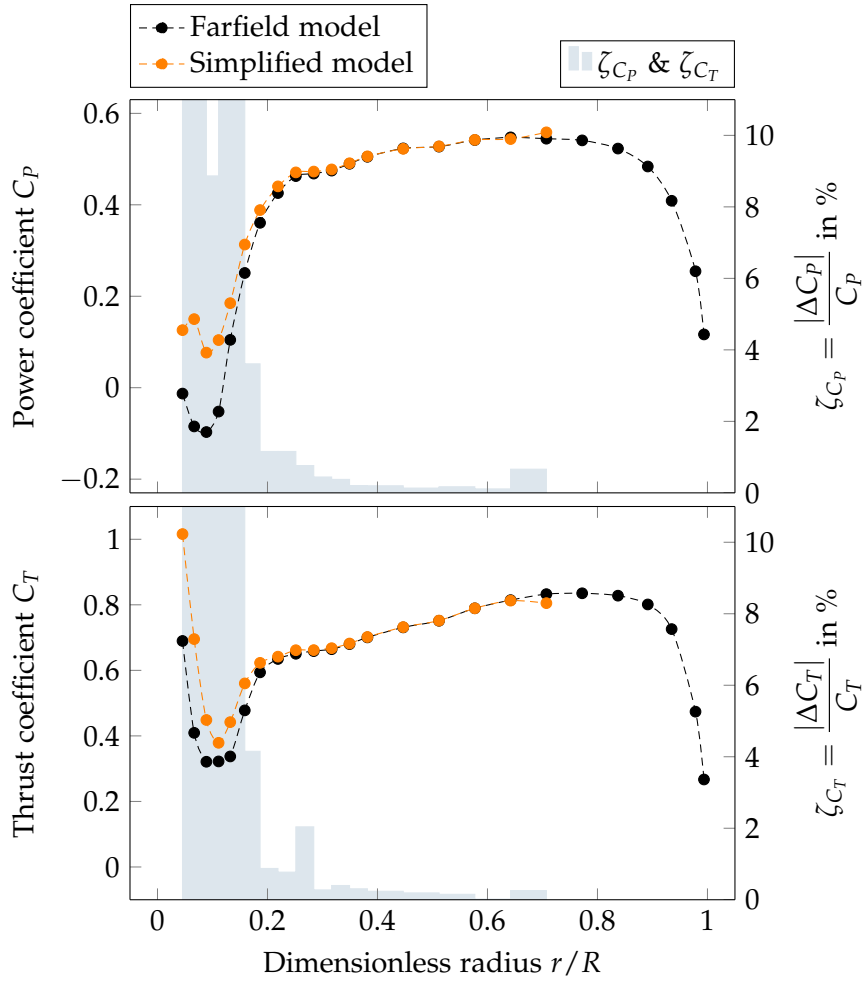 Farfield model
Simplified model
ζ_{C_P} & ζ_{C_T}
Power coefficient C_P
0.6
0.4
0.2
0
−0.2
10
8
6
4
2
0
ζ_{C_P} = |ΔC_P| / C_P in %
Thrust coefficient C_T
1
0.8
0.6
0.4
0.2
0
10
8
6
4
2
0
ζ_{C_T} = |ΔC_T| / C_T in %
0 0.2 0.4 0.6 0.8 1
Dimensionless radius r/R